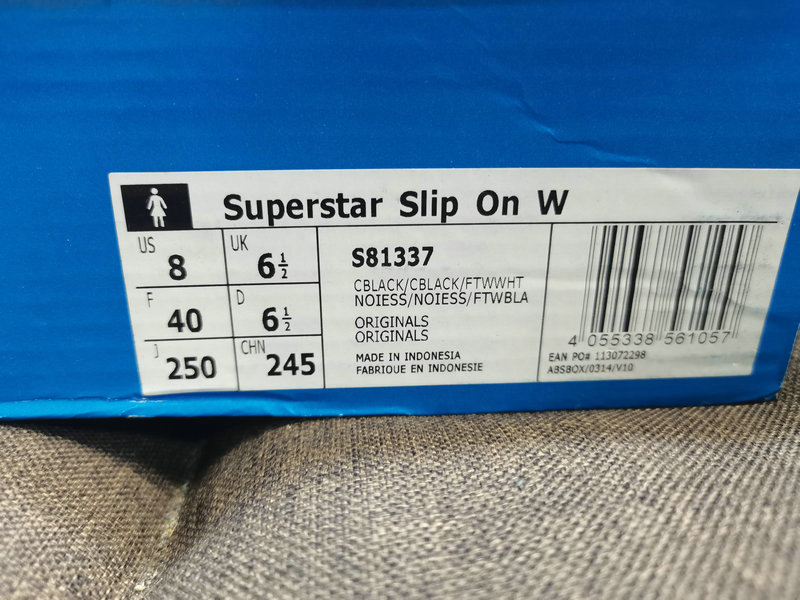 Superstar Slip On W
US 8 UK 6½
F 40 D 6½
J 250 CHN 245
S81337
CBLACK/CBLACK/FTWWHT
NOIESS/NOIESS/FTWBLA
ORIGINALS
ORIGINALS
MADE IN INDONESIA
FABRIQUE EN INDONESIE
4 055338 561057
EAN PO# 113072298
ABSBOX/0314/V10